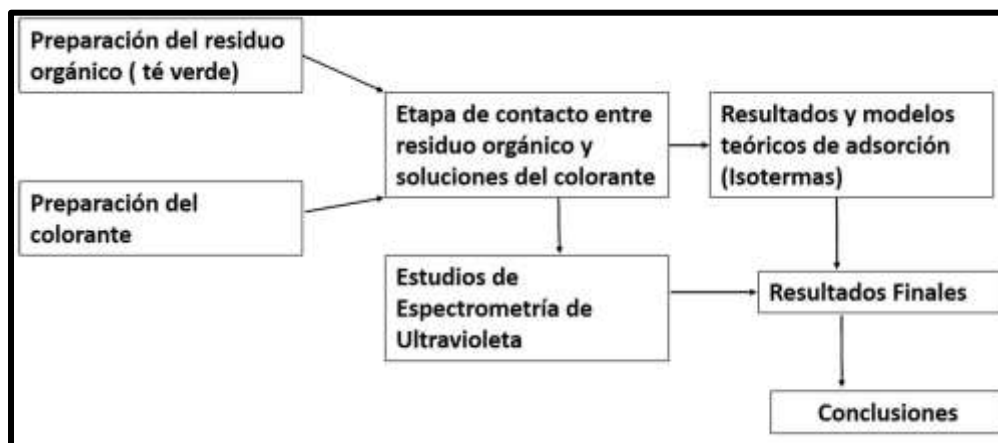 Preparación del residuo
orgánico ( té verde)
Etapa de contacto entre
residuo orgánico y
soluciones del colorante
Resultados y modelos
teóricos de adsorción
(Isotermas)
Preparación del
colorante
Estudios de
Espectrometría de
Ultravioleta
Resultados Finales
Conclusiones